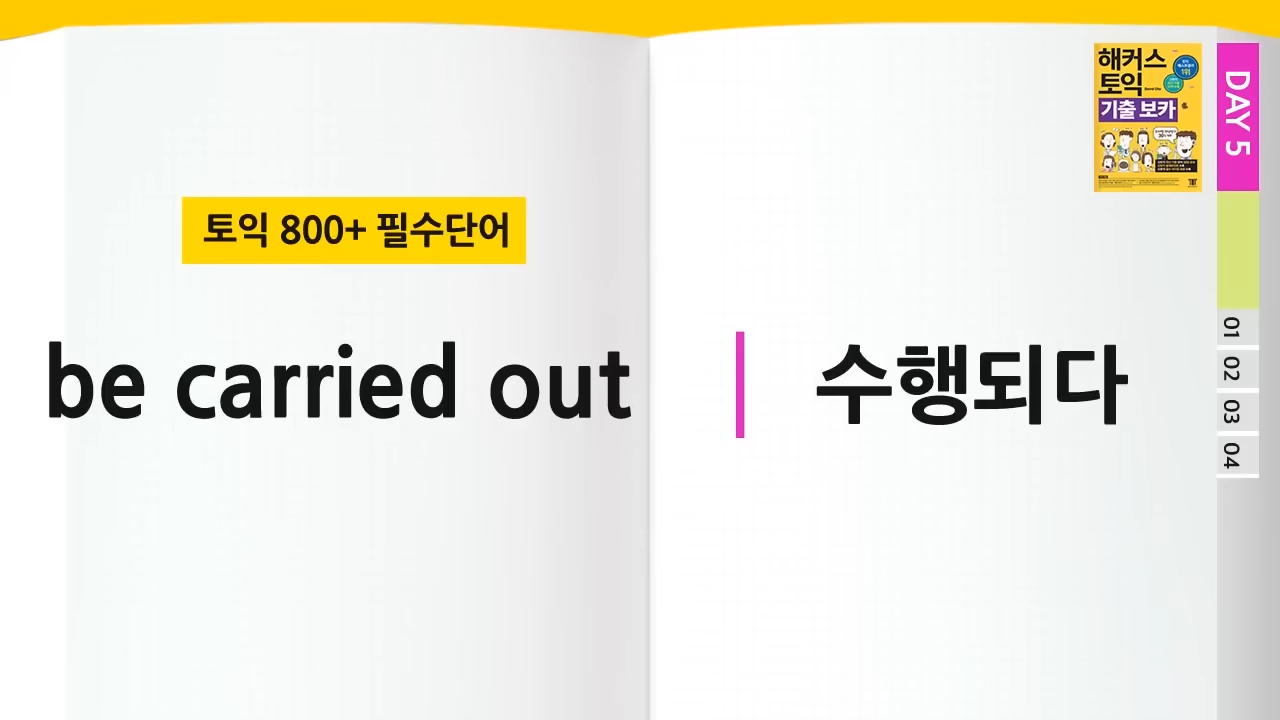 해커스
토익
기출 보카
DAY 5
토익 800+ 필수단어
be carried out
수행되다
01
02
03
04